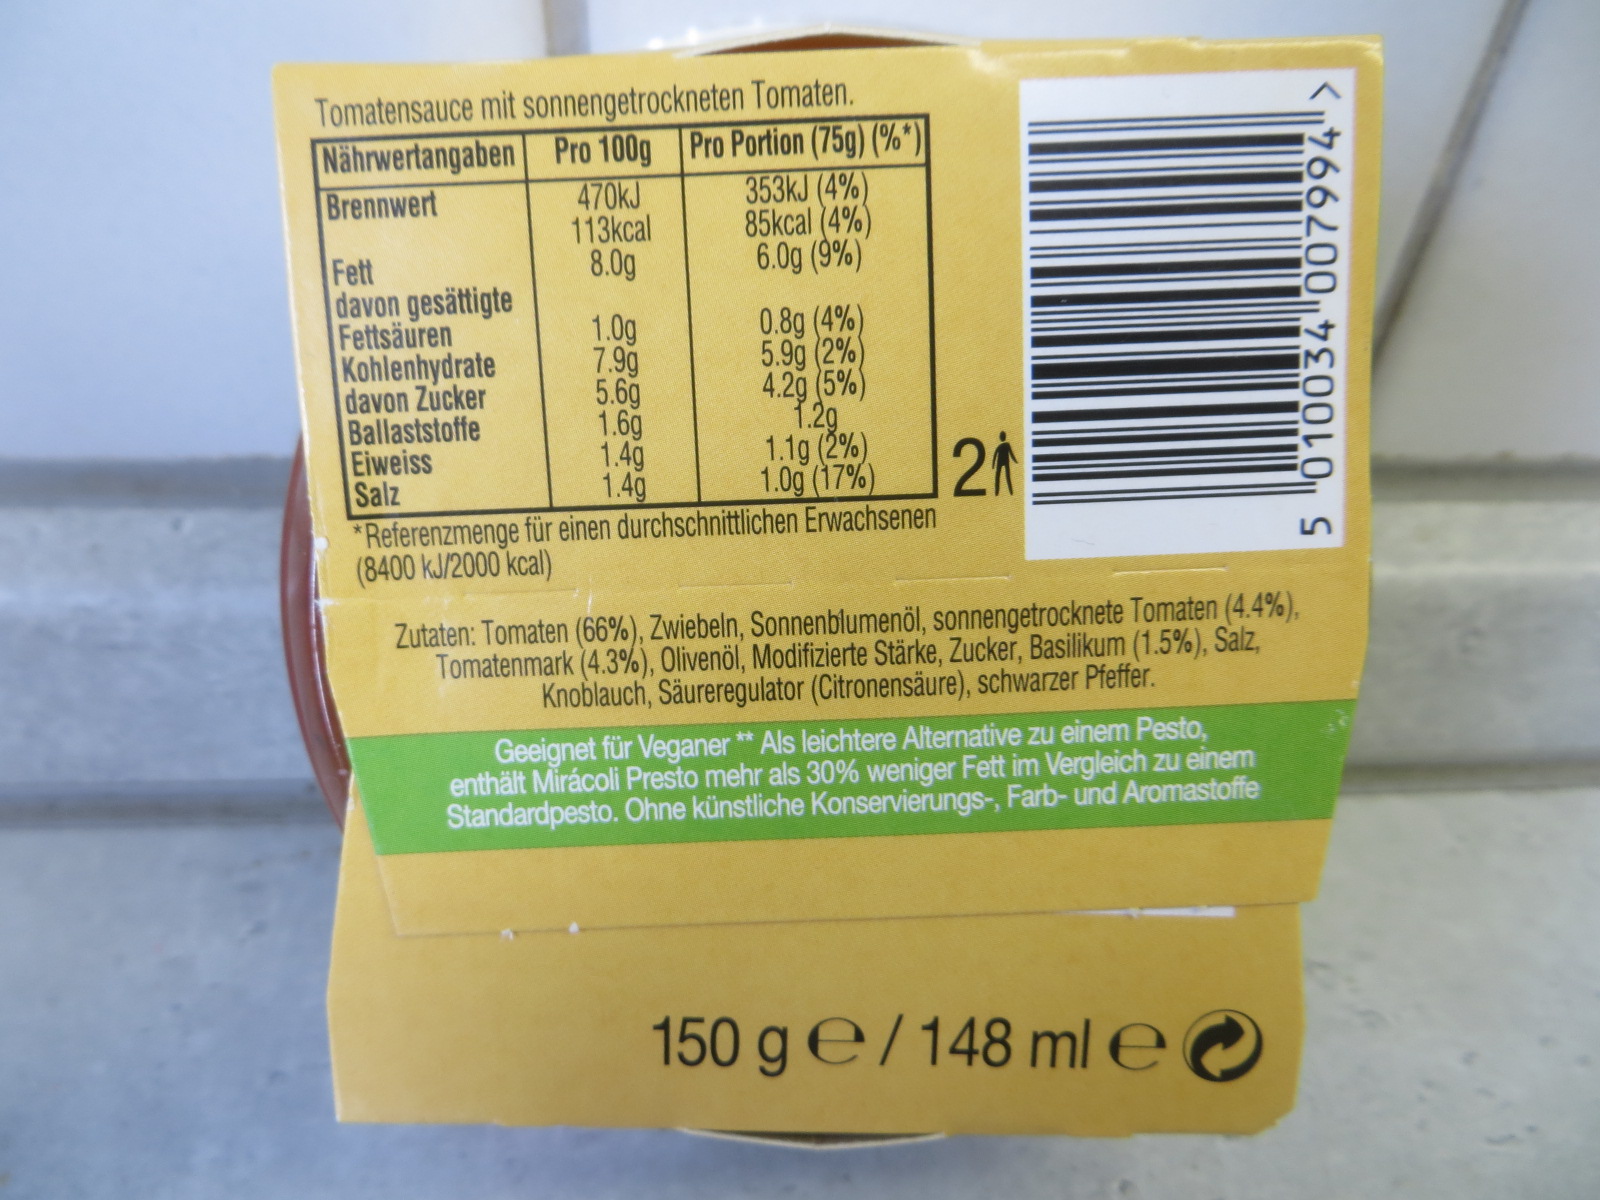 Tomatensauce mit sonnengetrockneten Tomaten.
Nährwertangaben Pro 100g Pro Portion (75g) (%*)
Brennwert 470kJ 353kJ (4%)
113kcal 85kcal (4%)
Fett 8.0g 6.0g (9%)
davon gesättigte
Fettsäuren 1.0g 0.8g (4%)
Kohlenhydrate 7.9g 5.9g (2%)
davon Zucker 5.6g 4.2g (5%)
Ballaststoffe 1.6g 1.2g
Eiweiss 1.4g 1.1g (2%)
Salz 1.4g 1.0g (17%)
*Referenzmenge für einen durchschnittlichen Erwachsenen
(8400 kJ/2000 kcal)
2
5 010034 007994 >
Zutaten: Tomaten (66%), Zwiebeln, Sonnenblumenöl, sonnengetrocknete Tomaten (4.4%),
Tomatenmark (4.3%), Olivenöl, Modifizierte Stärke, Zucker, Basilikum (1.5%), Salz,
Knoblauch, Säureregulator (Citronensäure), schwarzer Pfeffer.
Geeignet für Veganer ** Als leichtere Alternative zu einem Pesto,
enthält Mirácoli Presto mehr als 30% weniger Fett im Vergleich zu einem
Standardpesto. Ohne künstliche Konservierungs-, Farb- und Aromastoffe
150 g ℮ / 148 ml ℮